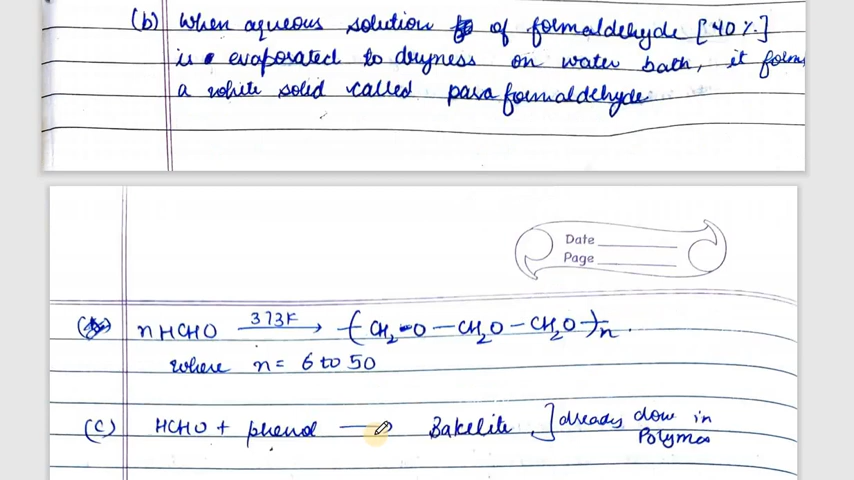 (b) When aqueous solution of formaldehyde [40%]
is evaporated to dryness on water bath, it forms
a white solid called para formaldehyde
Date
Page
nHCHO 373K → -( CH₂-O-CH₂O-CH₂O )-n .
where n = 6 to 50
(c) HCHO + phenol → Bakelite ] already done in
Polymer